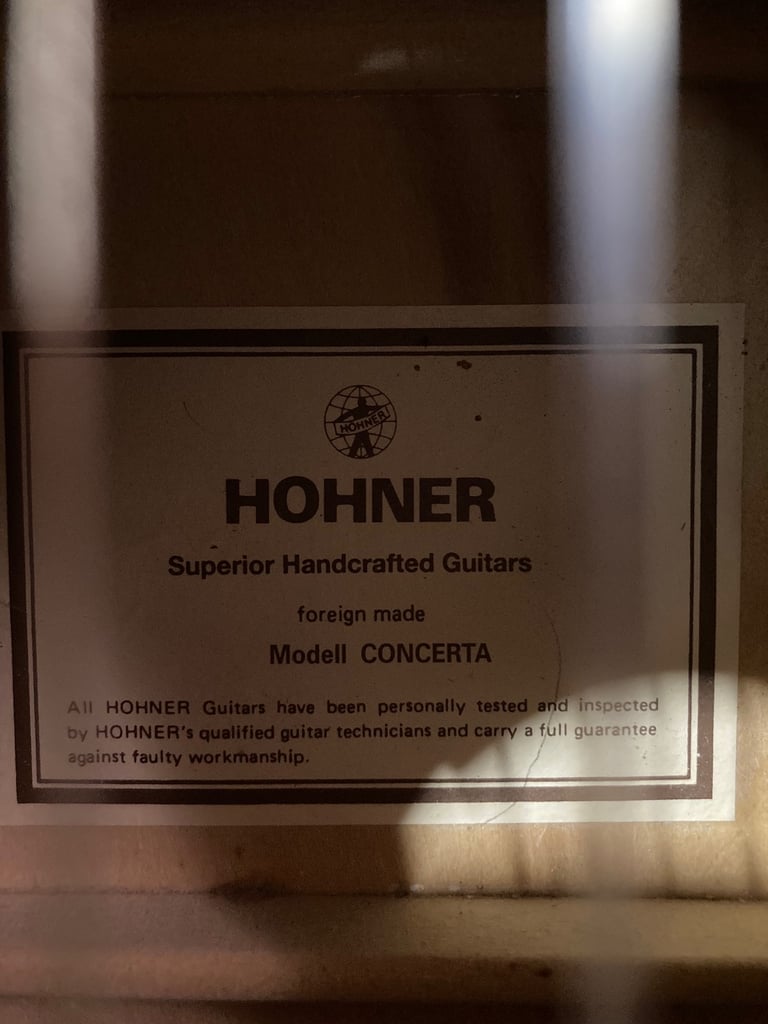 HOHNER
HOHNER
Superior Handcrafted Guitars
foreign made
Modell CONCERTA
All HOHNER Guitars have been personally tested and inspected
by HOHNER's qualified guitar technicians and carry a full guarantee
against faulty workmanship.